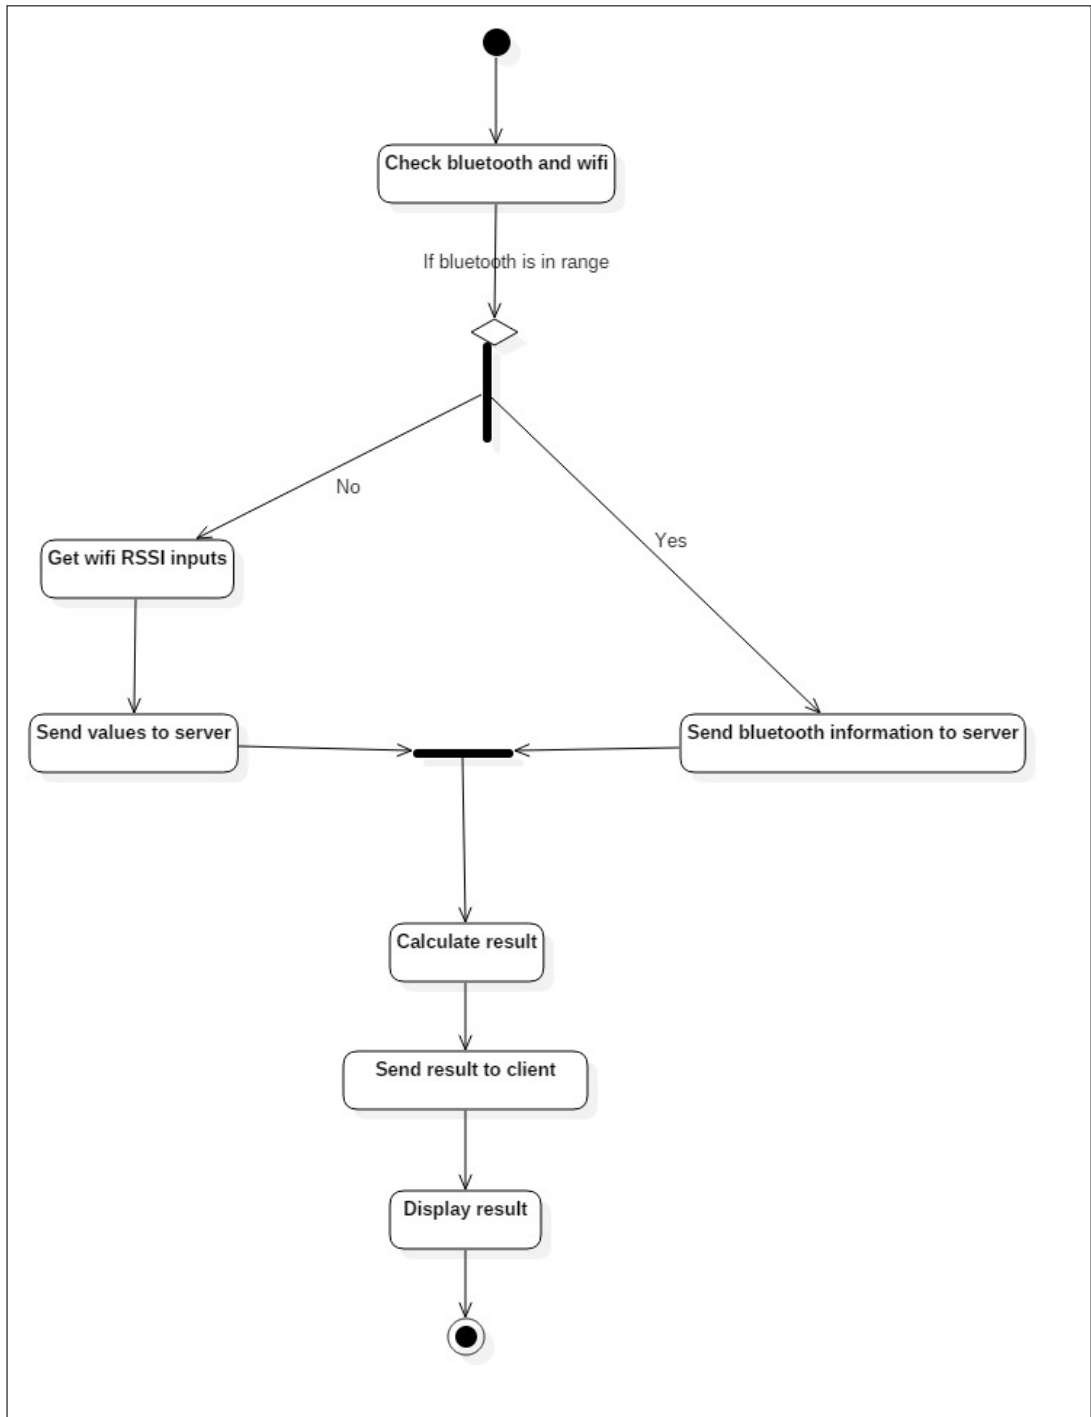 Check bluetooth and wifi
If bluetooth is in range
No
Yes
Get wifi RSSI inputs
Send values to server
Send bluetooth information to server
Calculate result
Send result to client
Display result